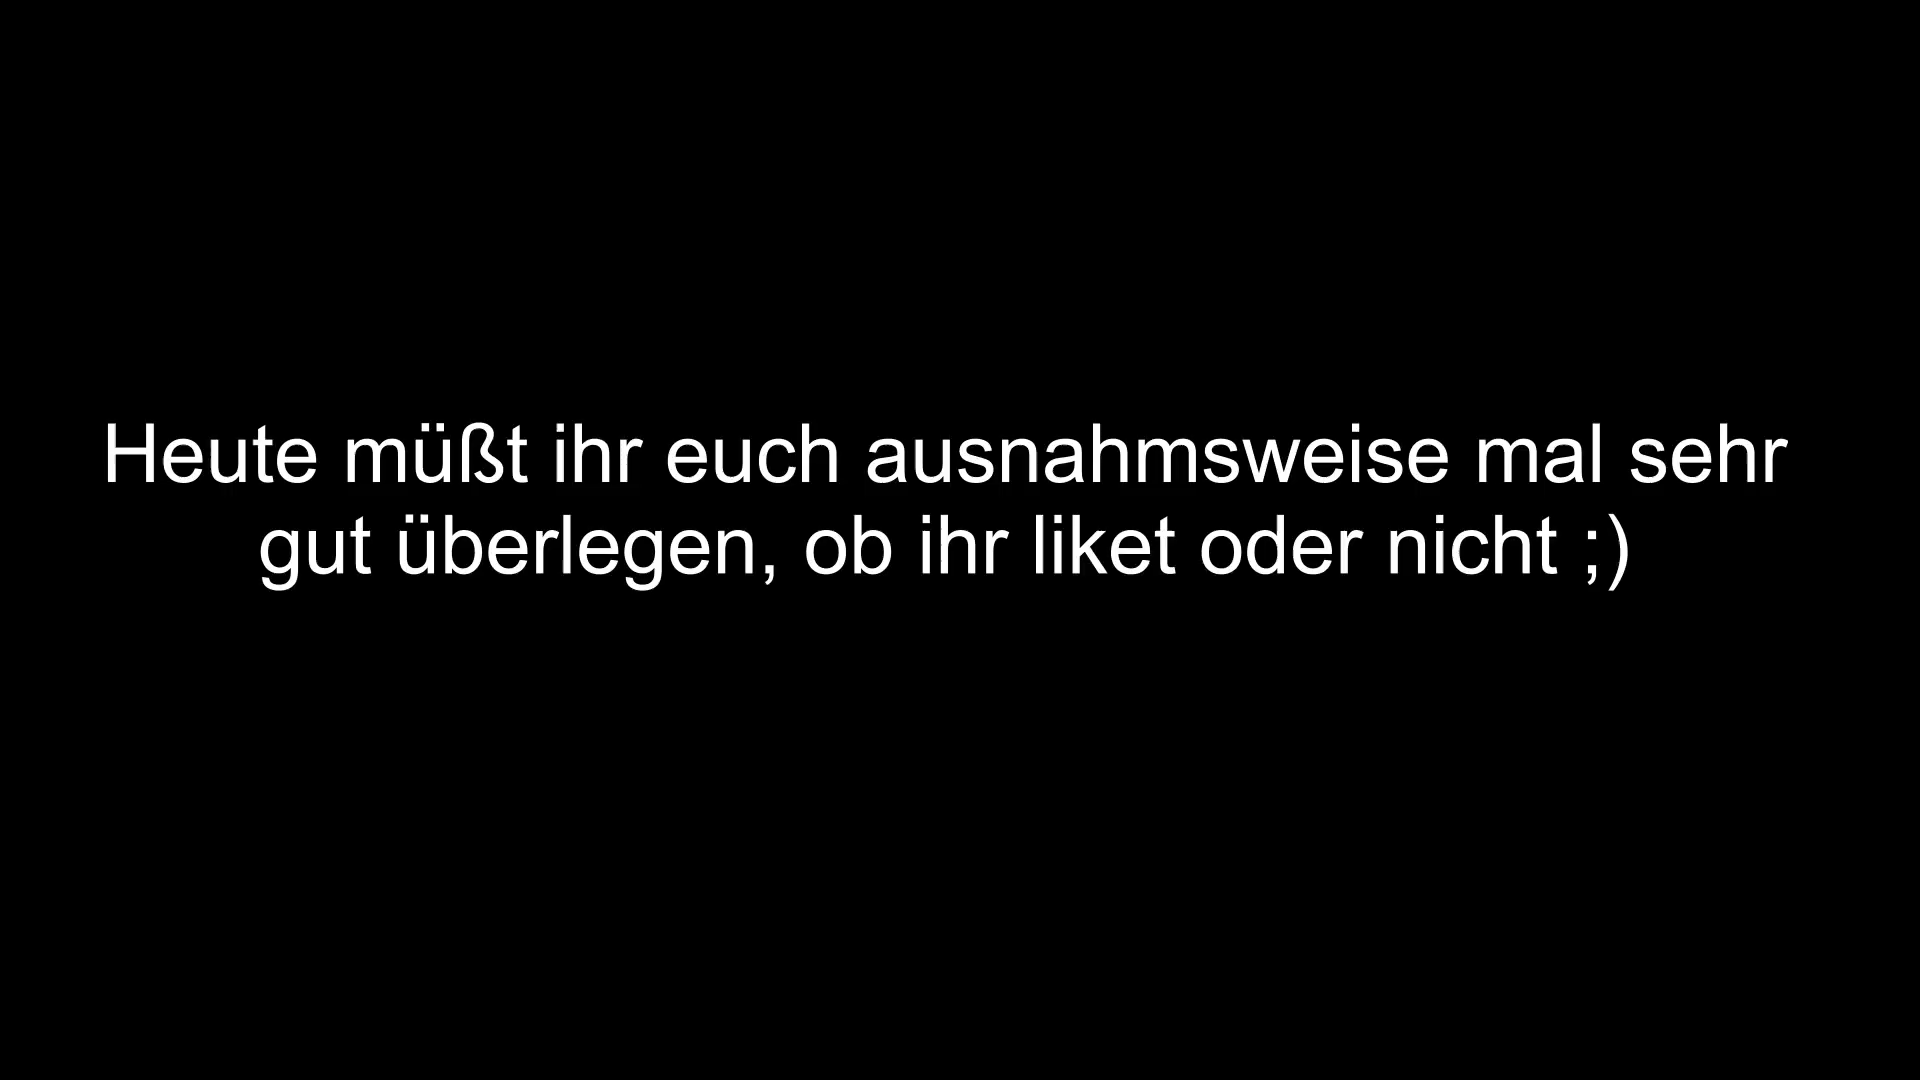 Heute müßt ihr euch ausnahmsweise mal sehr
gut überlegen, ob ihr liket oder nicht ;)